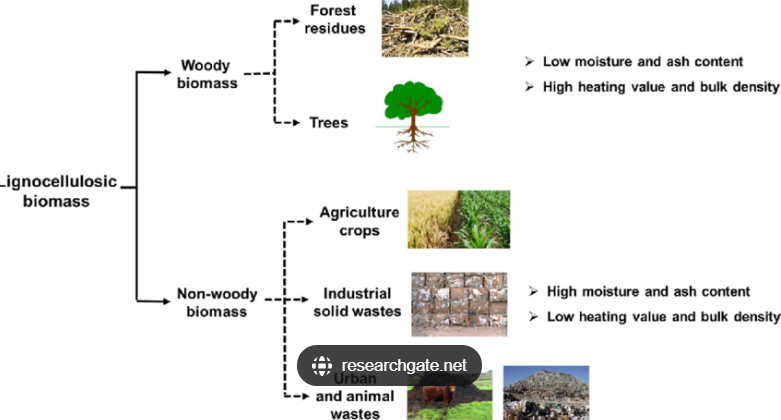 Forest
residues
Woody
biomass
Trees
➢ Low moisture and ash content
➢ High heating value and bulk density
Lignocellulosic
biomass
Agriculture
crops
Non-woody
biomass
Industrial
solid wastes
➢ High moisture and ash content
➢ Low heating value and bulk density
researchgate.net
Urban
and animal
wastes